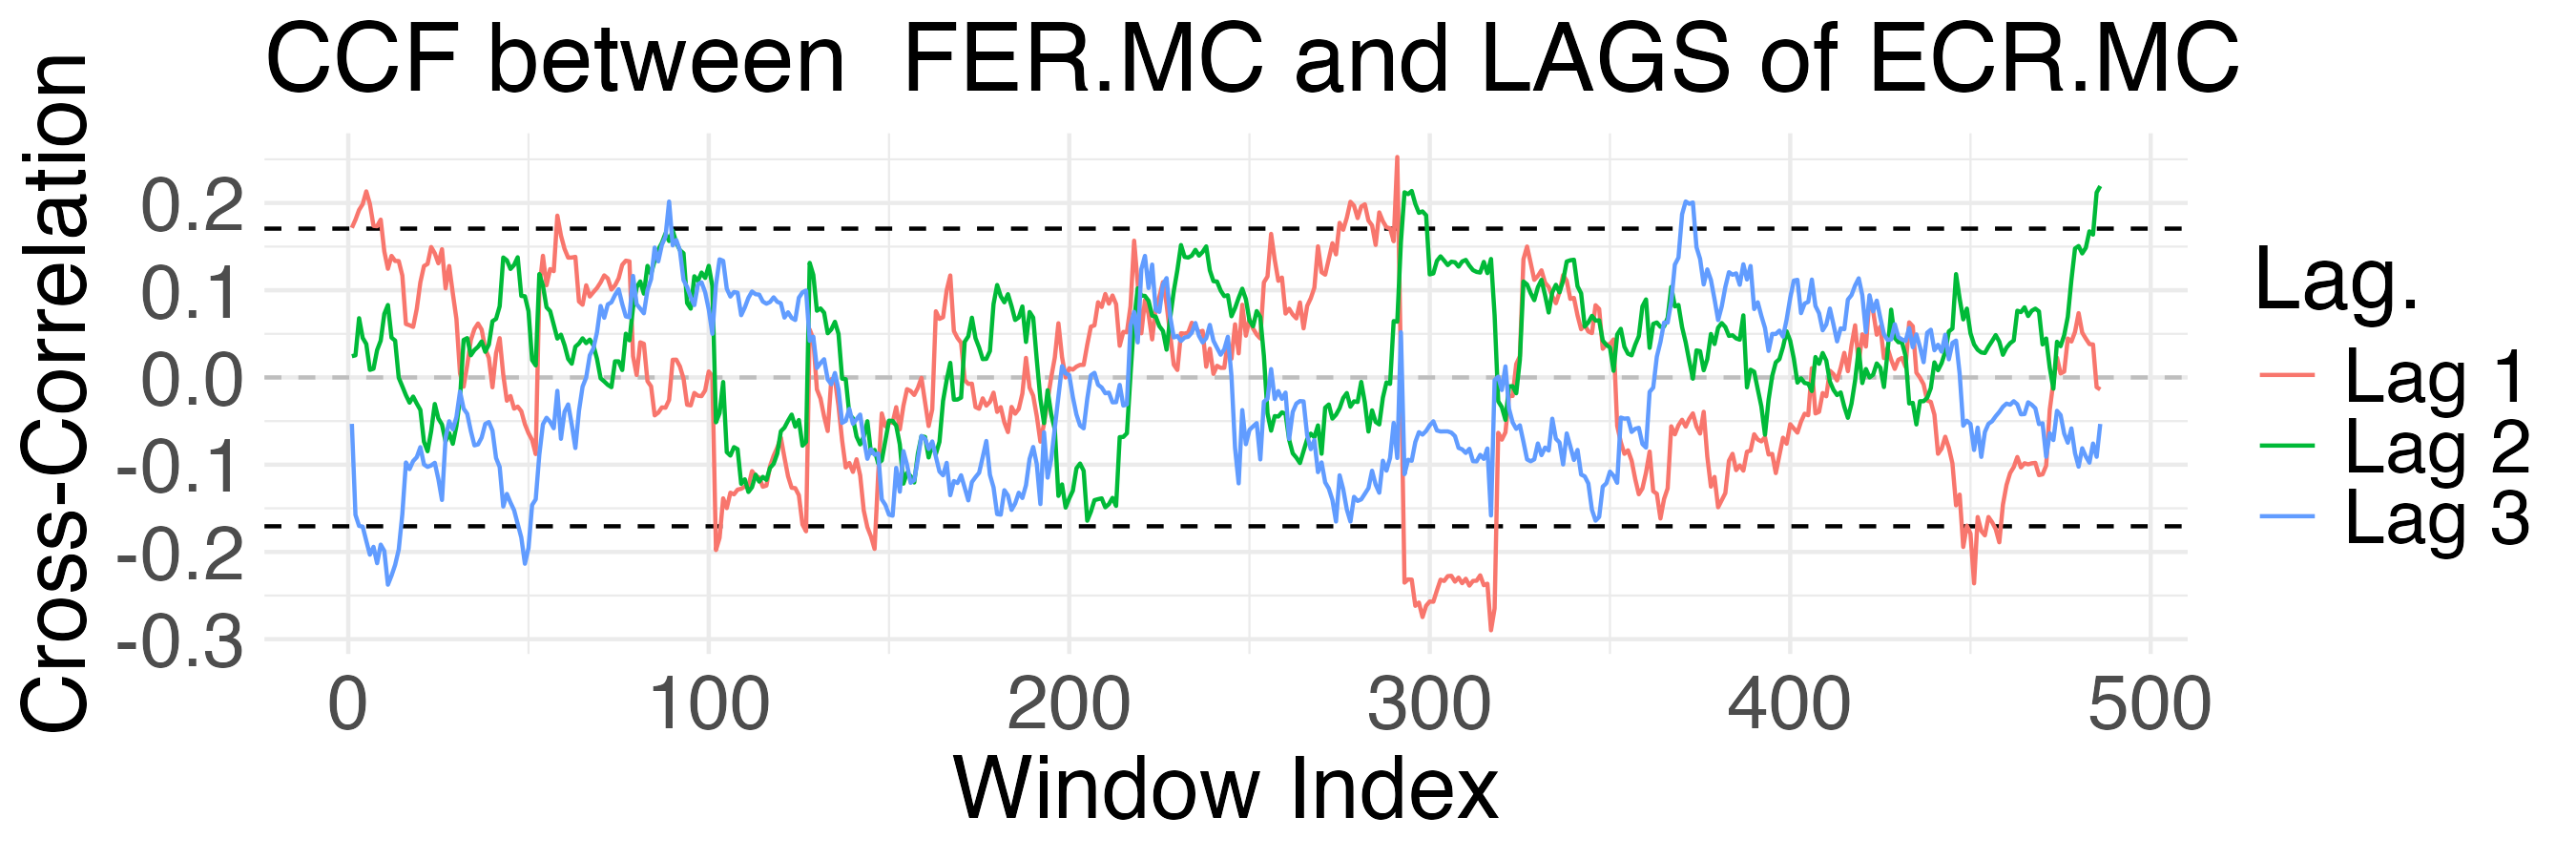 CCF between FER.MC and LAGS of ECR.MC
Cross-Correlation
0.2
0.1
0.0
-0.1
-0.2
-0.3
0 100 200 300 400 500
Window Index
Lag.
Lag 1
Lag 2
Lag 3